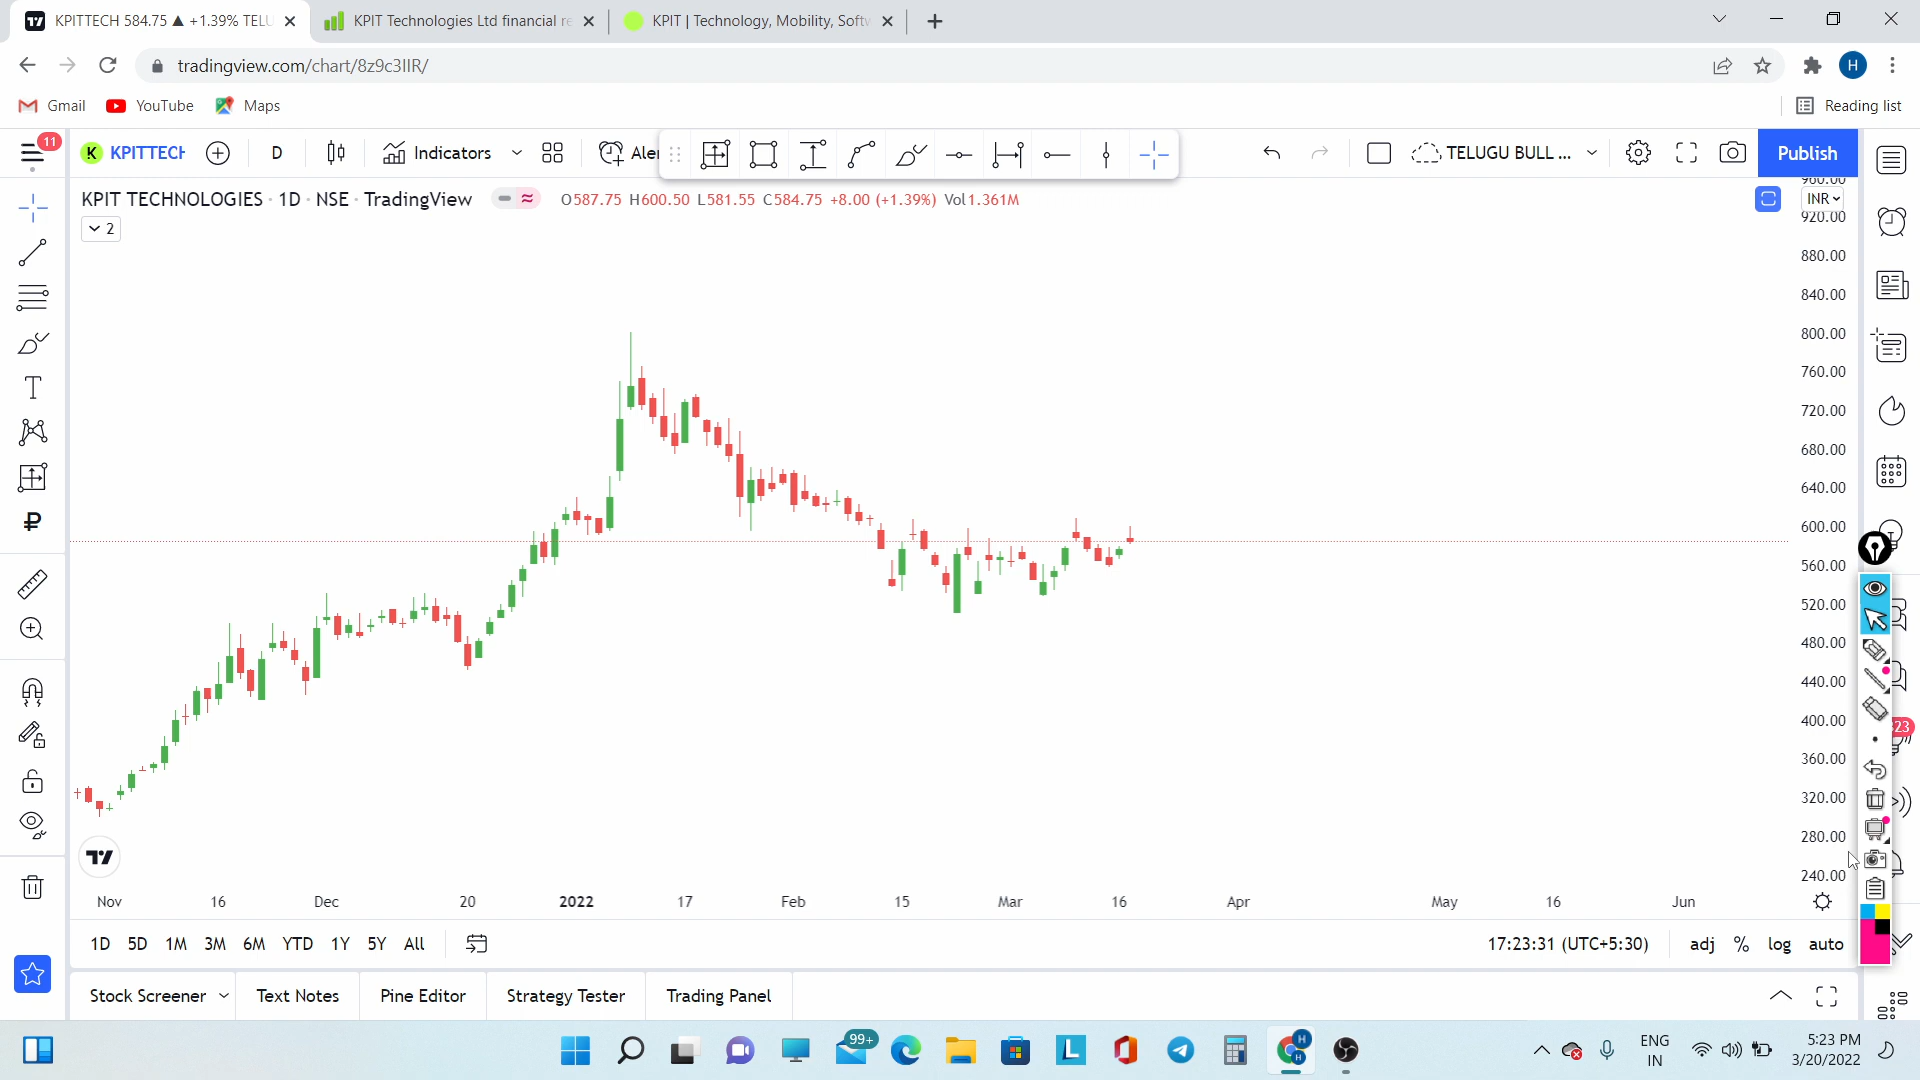 KPITTECH 584.75 ▲ +1.39% TELU
KPIT Technologies Ltd financial re
KPIT | Technology, Mobility, Softw
tradingview.com/chart/8z9c3IIR/
H
Gmail
YouTube
Maps
Reading list
11
K KPITTECH
D
Indicators
Aler
TELUGU BULL ...
Publish
KPIT TECHNOLOGIES · 1D · NSE · TradingView
O587.75 H600.50 L581.55 C584.75 +8.00 (+1.39%) Vol1.361M
INR
2
960.00
920.00
880.00
840.00
800.00
760.00
720.00
680.00
640.00
600.00
560.00
520.00
480.00
440.00
400.00
360.00
320.00
280.00
240.00
23
Nov 16 Dec 20 2022 17 Feb 15 Mar 16 Apr May 16 Jun
1D 5D 1M 3M 6M YTD 1Y 5Y All
17:23:31 (UTC+5:30) adj % log auto
Stock Screener Text Notes Pine Editor Strategy Tester Trading Panel
99+
L
H
H
ENG
IN
5:23 PM
3/20/2022